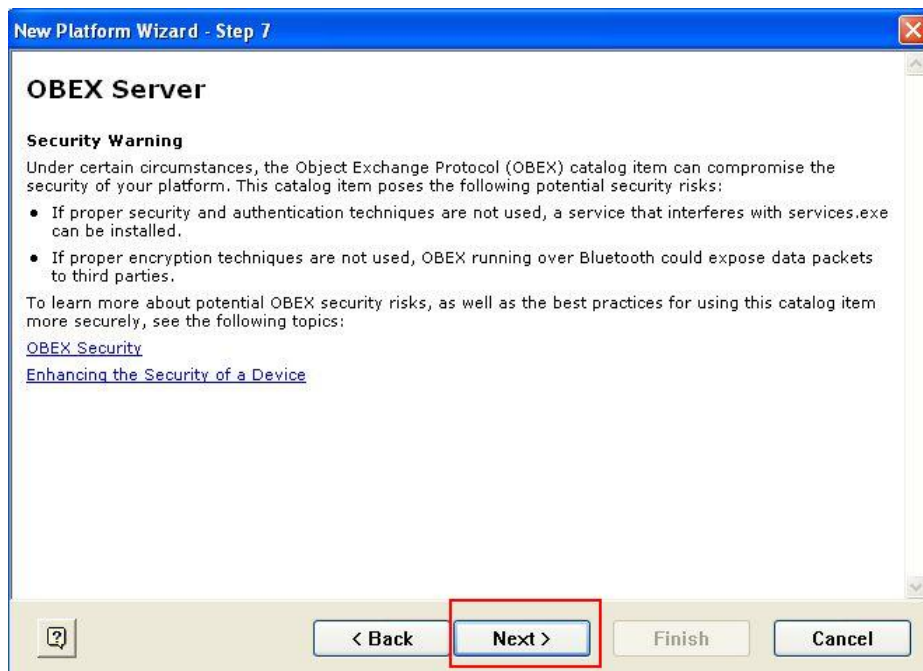 New Platform Wizard - Step 7
OBEX Server
Security Warning
Under certain circumstances, the Object Exchange Protocol (OBEX) catalog item can compromise the
security of your platform. This catalog item poses the following potential security risks:
• If proper security and authentication techniques are not used, a service that interferes with services.exe
can be installed.
• If proper encryption techniques are not used, OBEX running over Bluetooth could expose data packets
to third parties.
To learn more about potential OBEX security risks, as well as the best practices for using this catalog item
more securely, see the following topics:
OBEX Security
Enhancing the Security of a Device
? < Back Next > Finish Cancel